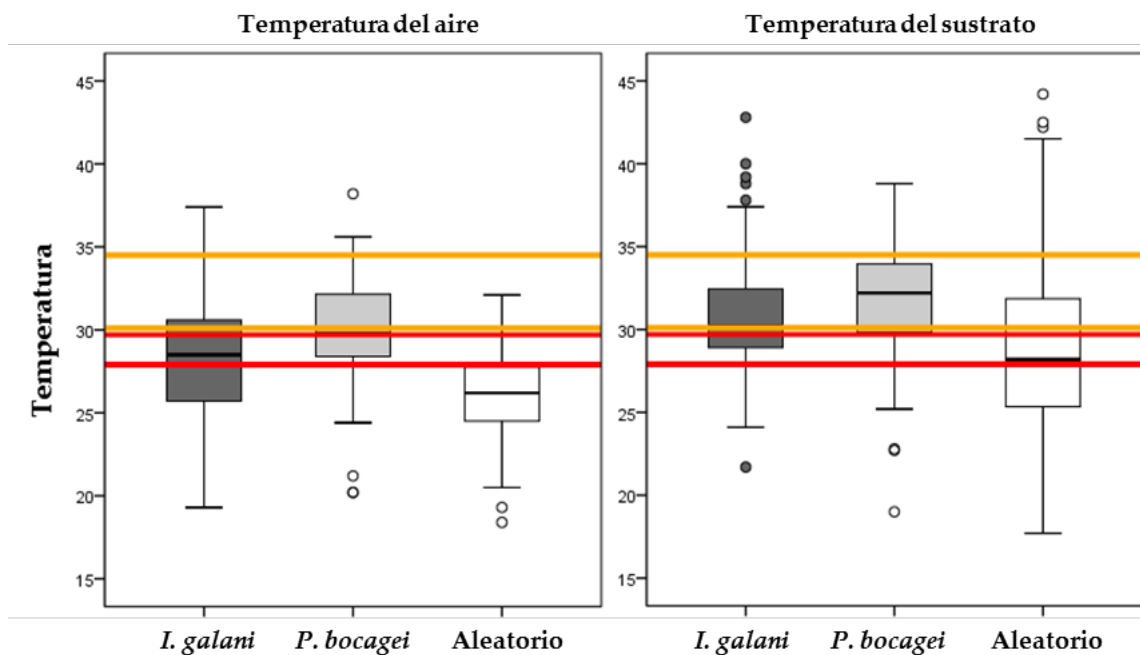 Temperatura del aire
Temperatura del sustrato
Temperatura
45
40
35
30
25
20
15
I. galani
P. bocagei
Aleatorio
45
40
35
30
25
20
15
I. galani
P. bocagei
Aleatorio